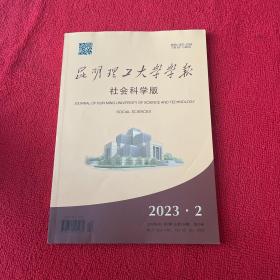 昆明理工大学学报
社会科学版
JOURNAL OF KUNMING UNIVERSITY OF SCIENCE AND TECHNOLOGY
SOCIAL SCIENCES
2023·2